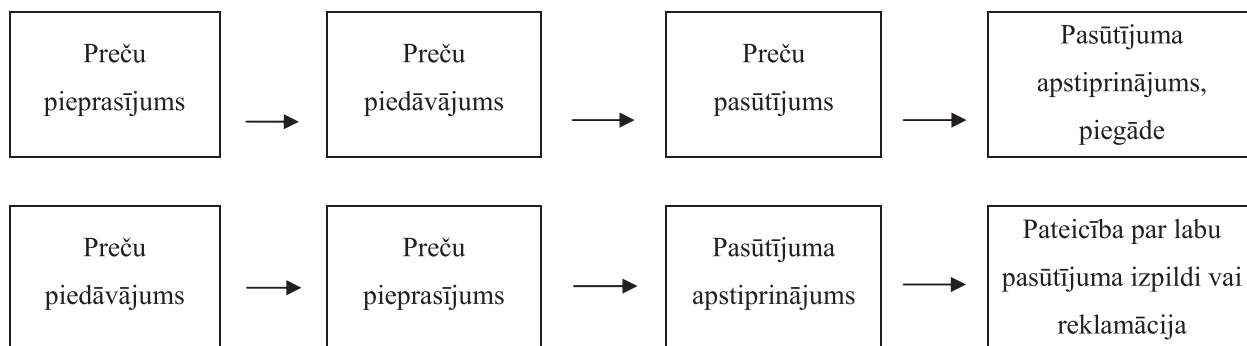 Preču
pieprasījums
Preču
piedāvājums
Preču
pasūtījums
Pasūtījuma
apstiprinājums,
piegāde
Preču
piedāvājums
Preču
pieprasījums
Pasūtījuma
apstiprinājums
Pateicība par labu
pasūtījuma izpildi vai
reklamācija